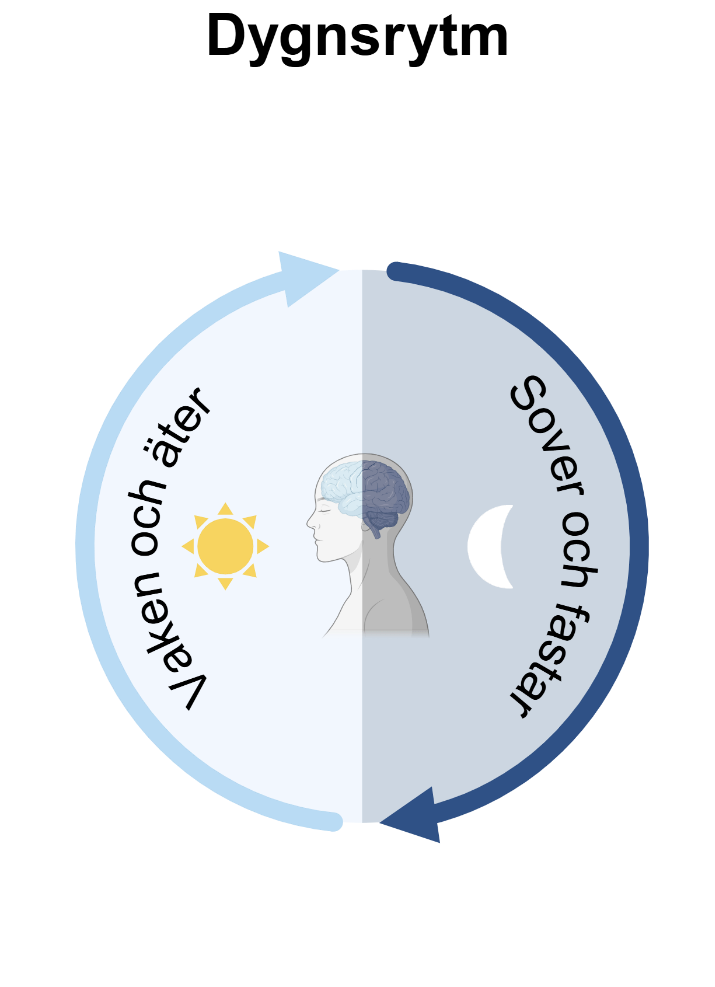 Dygnsrytm
Vaken och äter
Sover och fastar